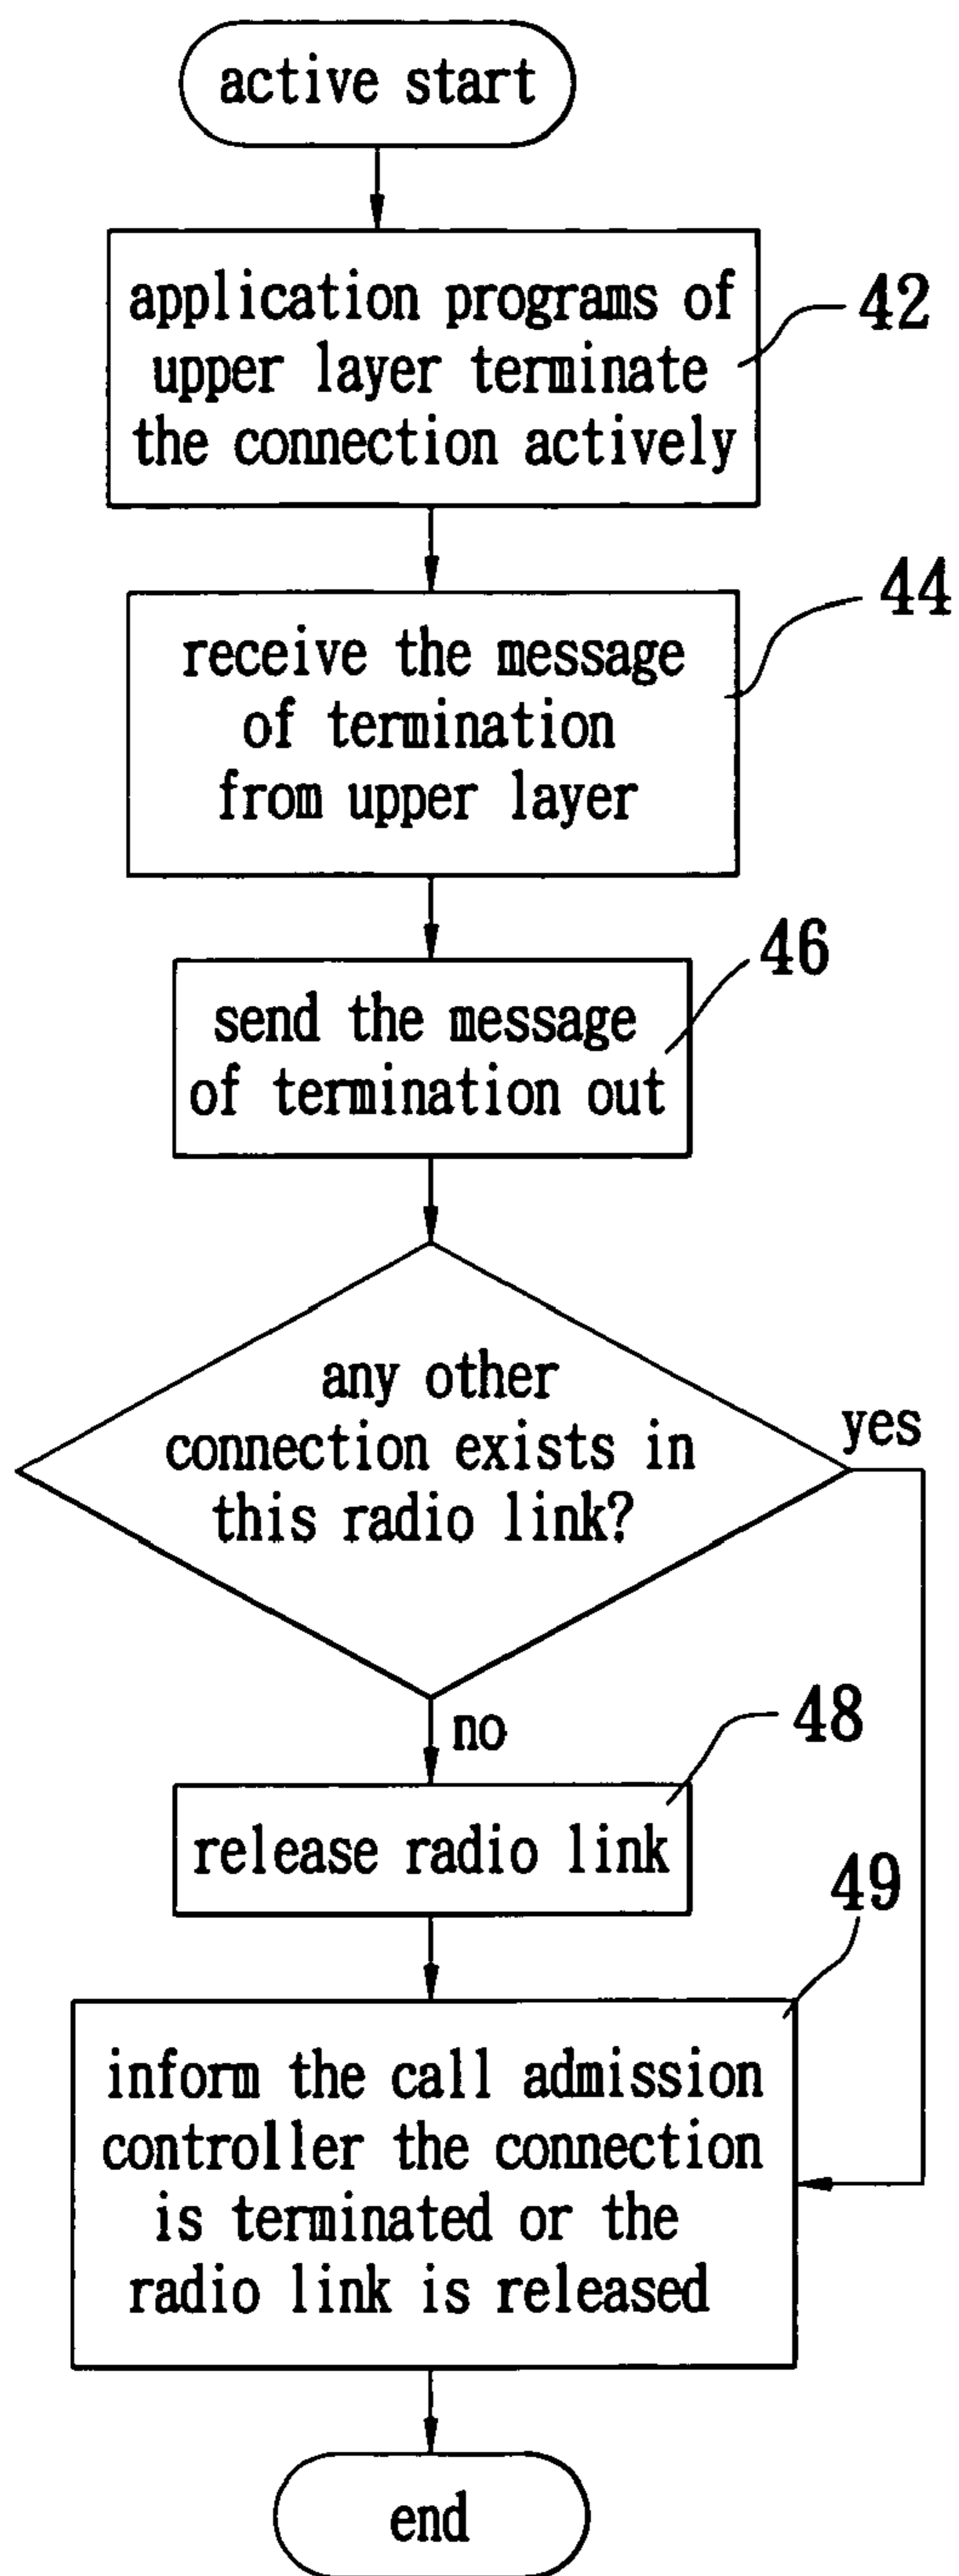 active start
application programs of
upper layer terminate
the connection actively
42
receive the message
of termination
from upper layer
44
send the message
of termination out
46
any other
connection exists in
this radio link?
yes
no
release radio link
48
inform the call admission
controller the connection
is terminated or the
radio link is released
49
end